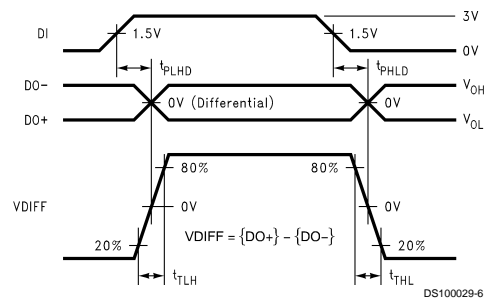 3V
DI 1.5V 1.5V
0V
tPLHD tPHLD
DO− VOH
0V (Differential) 0V
DO+ VOL
80% 80%
VDIFF 0V 0V
VDIFF = {DO+} − {DO−}
20% 20%
tTLH tTHL
DS100029-6